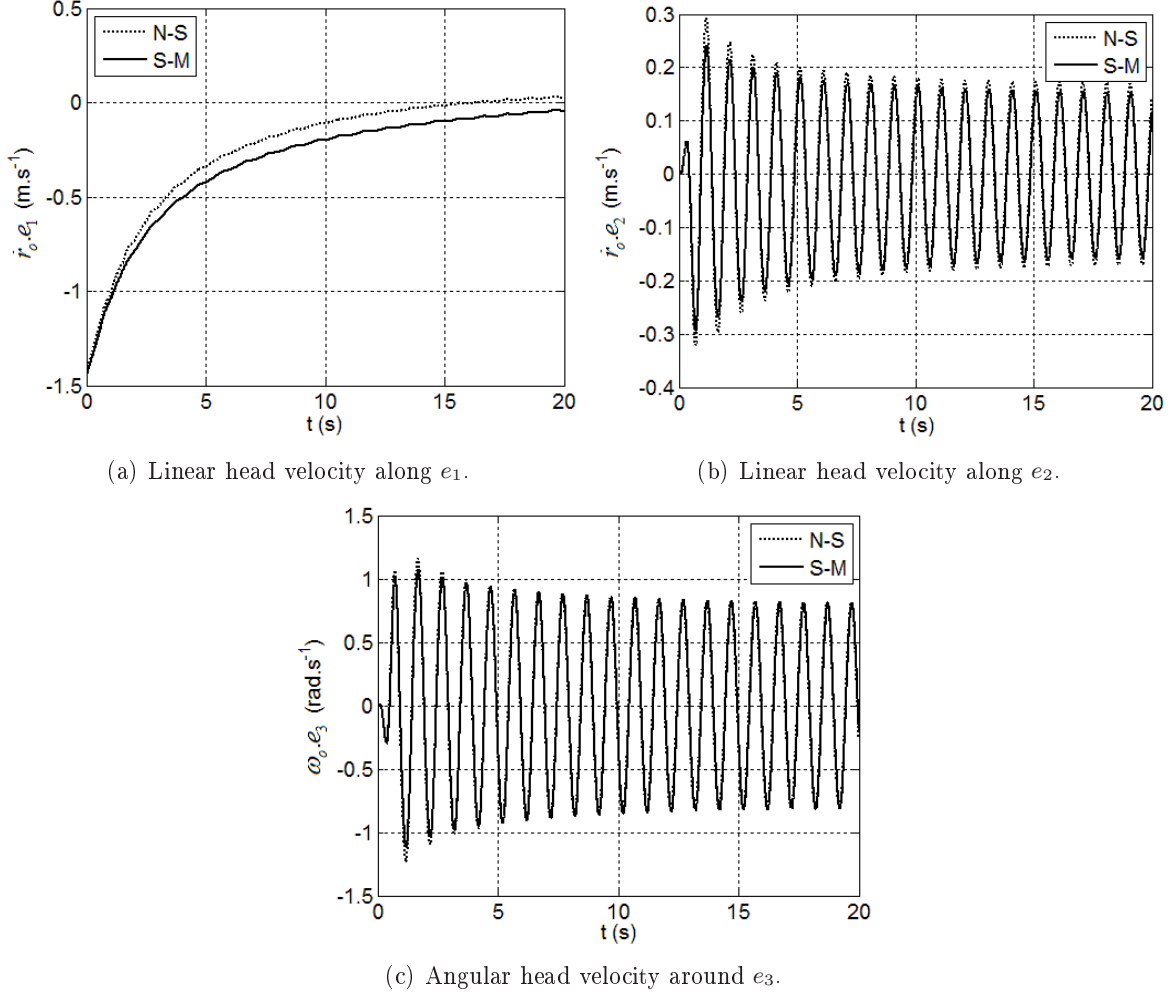 0.5
N-S
S-M
0
-0.5
-1
-1.5
ṙₒ.e₁ (m.s⁻¹)
0 5 10 15 20
t (s)
(a) Linear head velocity along e₁.
0.3
N-S
S-M
0.2
0.1
0
-0.1
-0.2
-0.3
-0.4
ṙₒ.e₂ (m.s⁻¹)
0 5 10 15 20
t (s)
(b) Linear head velocity along e₂.
1.5
N-S
S-M
1
0.5
0
-0.5
-1
-1.5
ωₒ.e₃ (rad.s⁻¹)
0 5 10 15 20
t (s)
(c) Angular head velocity around e₃.